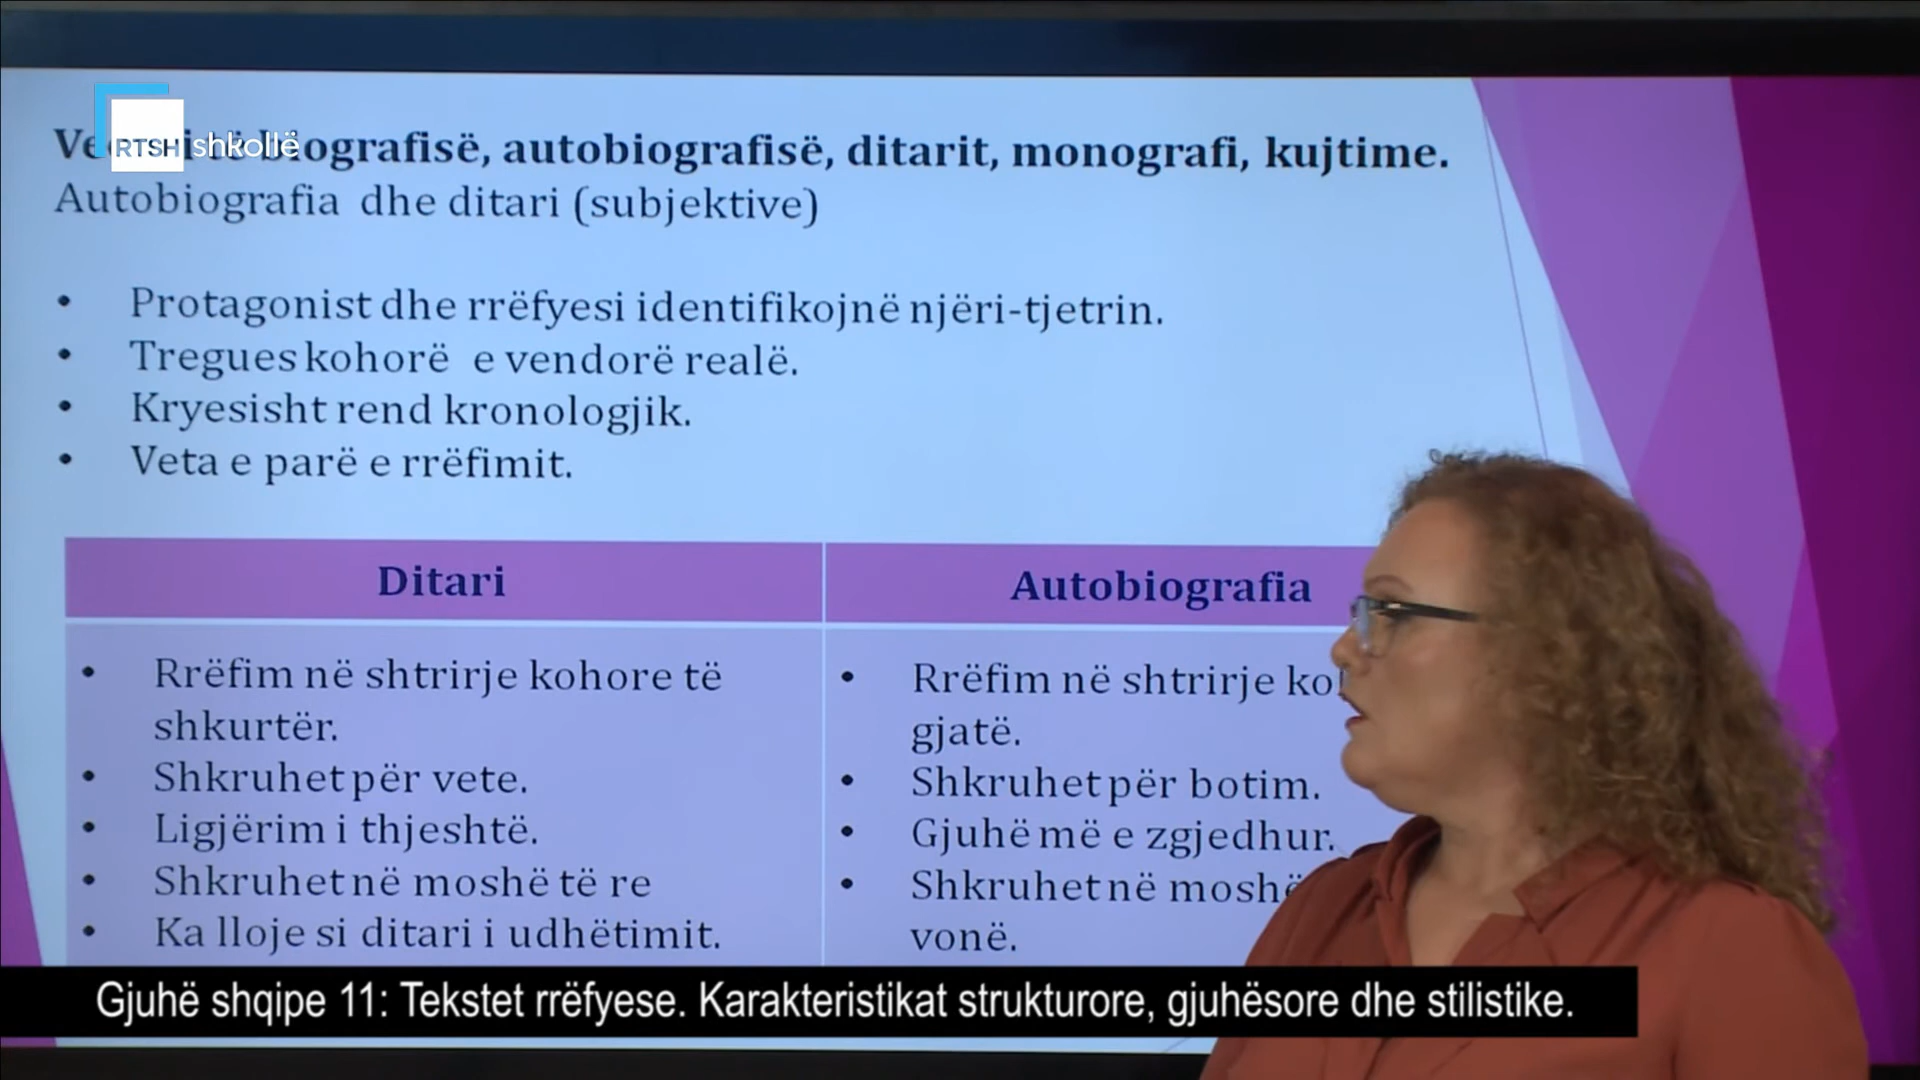 RTSH shkollë
biografisë, autobiografisë, ditarit, monografi, kujtime.
Autobiografia dhe ditari (subjektive)
• Protagonist dhe rrëfyesi identifikojnë njëri-tjetrin.
• Tregues kohorë e vendorë realë.
• Kryesisht rend kronologjik.
• Veta e parë e rrëfimit.
Ditari
• Rrëfim në shtrirje kohore të
shkurtër.
• Shkruhet për vete.
• Ligjërim i thjeshtë.
• Shkruhet në moshë të re
• Ka lloje si ditari i udhëtimit.
Autobiografia
• Rrëfim në shtrirje
gjatë.
• Shkruhet për botim.
• Gjuhë më e zgjedhur.
• Shkruhet në moshë
vonë.
Gjuhë shqipe 11: Tekstet rrëfyese. Karakteristikat strukturore, gjuhësore dhe stilistike.